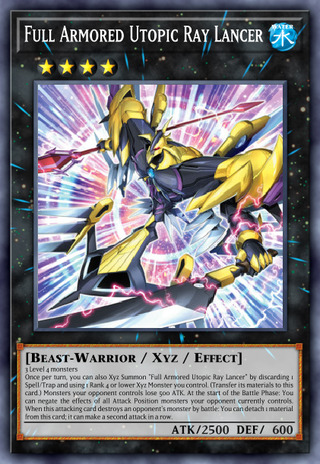 Full Armored Utopic Ray Lancer
WATER
水
[Beast-Warrior / Xyz / Effect]
3 Level 4 monsters
Once per turn, you can also Xyz Summon "Full Armored Utopic Ray Lancer" by discarding 1
Spell/Trap and using 1 Rank 4 or lower Xyz Monster you control. (Transfer its materials to this
card.) Monsters your opponent controls lose 500 ATK. At the start of the Battle Phase: You
can negate the effects of all Attack Position monsters your opponent currently controls.
When this attacking card destroys an opponent's monster by battle: You can detach 1 material
from this card; it can make a second attack in a row.
ATK/2500 DEF/ 600